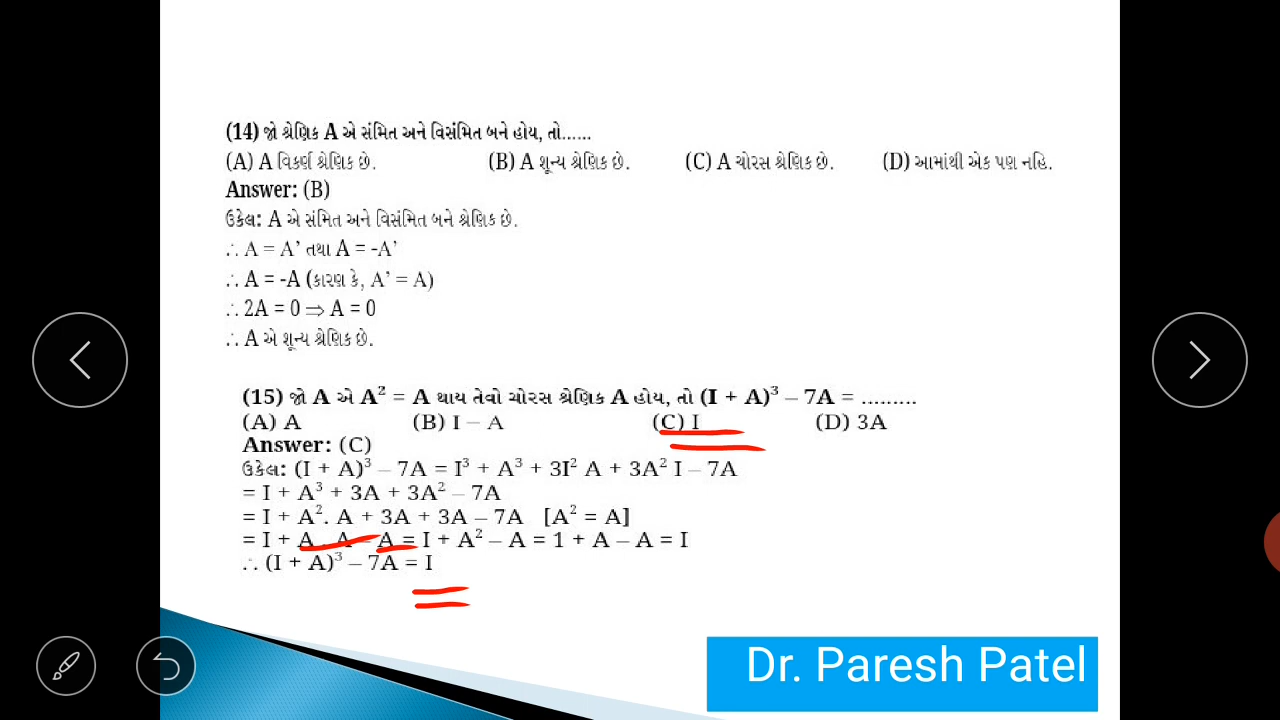 (14) જો શ્રેણિક A એ સંમિત અને વિસંમિત બને હોય, તો......
(A) A વિકર્ણ શ્રેણિક છે. (B) A શૂન્ય શ્રેણિક છે. (C) A ચોરસ શ્રેણિક છે. (D) આમાંથી એક પણ નહિ.
Answer: (B)
ઉકેલ: A એ સંમિત અને વિસંમિત બને શ્રેણિક છે.
∴ A = A’ તથા A = -A’
∴ A = -A (કારણ કે, A’ = A)
∴ 2A = 0 ⇒ A = 0
∴ A એ શૂન્ય શ્રેણિક છે.
(15) જો A એ A² = A થાય તેવો ચોરસ શ્રેણિક A હોય, તો (I + A)³ – 7A = .........
(A) A (B) I – A (C) I (D) 3A
Answer: (C)
ઉકેલ: (I + A)³ – 7A = I³ + A³ + 3I² A + 3A² I – 7A
= I + A³ + 3A + 3A² – 7A
= I + A². A + 3A + 3A – 7A [A² = A]
= I + A . A – A = I + A² – A = 1 + A – A = I
∴ (I + A)³ – 7A = I
Dr. Paresh Patel